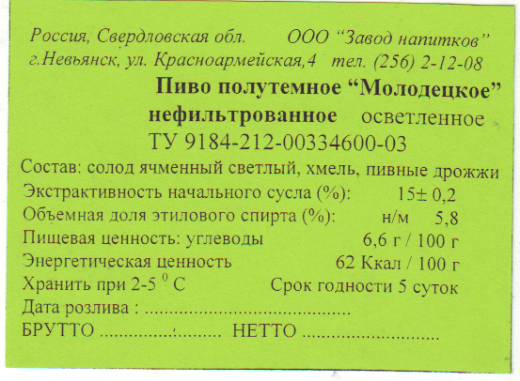 Россия, Свердловская обл. ООО “Завод напитков”
г.Невьянск, ул. Красноармейская,4 тел. (256) 2-12-08
Пиво полутемное “Молодецкое”
нефильтрованное осветленное
ТУ 9184-212-00334600-03
Состав: солод ячменный светлый, хмель, пивные дрожжи
Экстрактивность начального сусла (%): 15± 0,2
Объемная доля этилового спирта (%): н/м 5,8
Пищевая ценность: углеводы 6,6 г / 100 г
Энергетическая ценность 62 Ккал / 100 г
Хранить при 2-5 ⁰ С Срок годности 5 суток
Дата розлива : ......................................
БРУТТО ...................... НЕТТО .........................